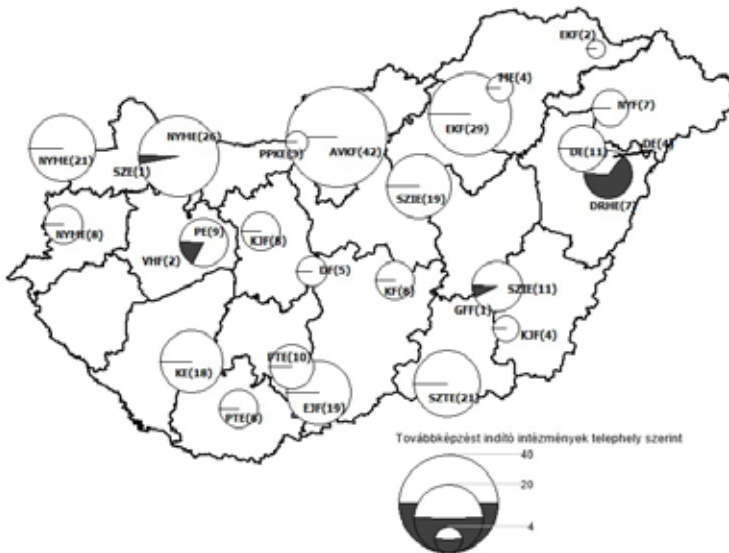 EKF(2)
ME(4)
NYF(7)
NYME(26)
EKF(29)
NYME(21)
SZE(1)
PPKE(3)
AVKF(42)
DE(11)
DE(4)
SZIE(19)
DRHE(7)
NYME(8)
PE(9)
KJF(8)
VHF(2)
DF(5)
KF(8)
SZIE(11)
GFF(1)
KJF(4)
PTE(10)
KE(18)
EJF(19)
SZTE(21)
PTE(8)
Továbbképzést indító intézmények telephely szerint
40
20
4